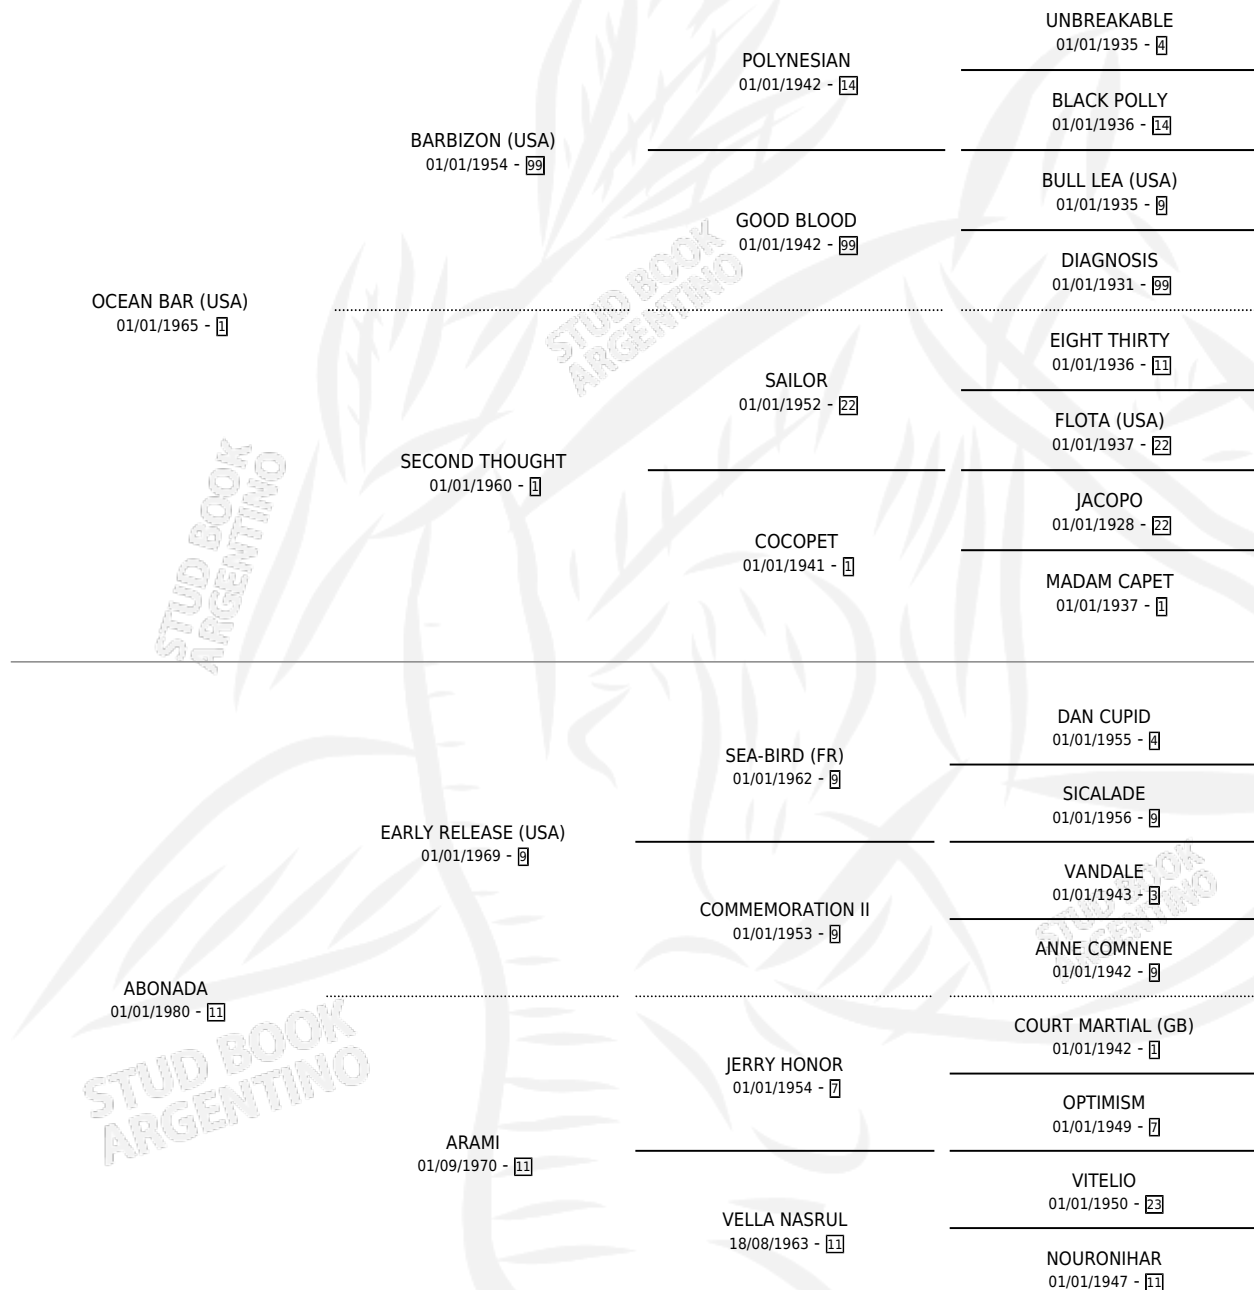 UNBREAKABLE
01/01/1935 - 4
POLYNESIAN
01/01/1942 - 14
BLACK POLLY
01/01/1936 - 14
BARBIZON (USA)
01/01/1954 - 99
BULL LEA (USA)
01/01/1935 - 9
GOOD BLOOD
01/01/1942 - 99
DIAGNOSIS
01/01/1931 - 99
OCEAN BAR (USA)
01/01/1965 - 1
EIGHT THIRTY
01/01/1936 - 11
SAILOR
01/01/1952 - 22
FLOTA (USA)
01/01/1937 - 22
SECOND THOUGHT
01/01/1960 - 1
JACOPO
01/01/1928 - 22
COCOPET
01/01/1941 - 1
MADAM CAPET
01/01/1937 - 1
STUD BOOK
ARGENTINO
STUD BOOK
ARGENTINO
DAN CUPID
01/01/1955 - 4
SEA-BIRD (FR)
01/01/1962 - 9
SICALADE
01/01/1956 - 9
EARLY RELEASE (USA)
01/01/1969 - 9
VANDALE
01/01/1943 - 3
COMMEMORATION II
01/01/1953 - 9
ANNE COMNENE
01/01/1942 - 9
STUD BOOK
ARGENTINO
ABONADA
01/01/1980 - 11
COURT MARTIAL (GB)
01/01/1942 - 1
JERRY HONOR
01/01/1954 - 7
OPTIMISM
01/01/1949 - 7
ARAMI
01/09/1970 - 11
VITELIO
01/01/1950 - 23
VELLA NASRUL
18/08/1963 - 11
NOURONIHAR
01/01/1947 - 11
STUD BOOK
ARGENTINO